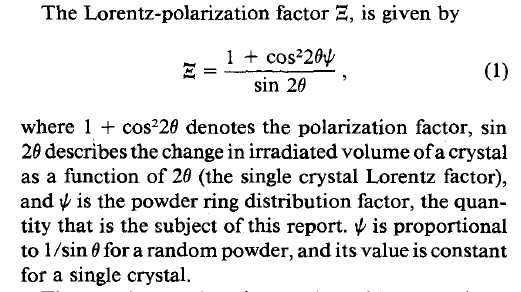 The Lorentz-polarization factor Ξ, is given by
Ξ = (1 + cos²2θψ) / (sin 2θ) , (1)
where 1 + cos²2θ denotes the polarization factor, sin
2θ describes the change in irradiated volume of a crystal
as a function of 2θ (the single crystal Lorentz factor),
and ψ is the powder ring distribution factor, the quan-
tity that is the subject of this report. ψ is proportional
to 1/sin θ for a random powder, and its value is constant
for a single crystal.